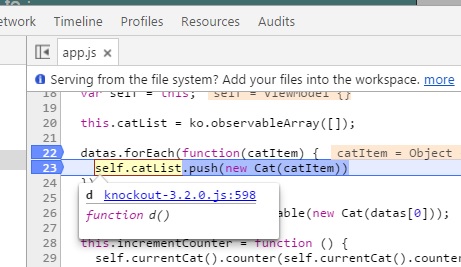 etwork Timeline Profiles Resources Audits
app.js ×
Serving from the file system? Add your files into the workspace. more
18 var self = this; self = ViewModel {}
19
20 this.catList = ko.observableArray([]);
21
22 datas.forEach(function(catItem) { catItem = Object
23 self.catList.push(new Cat(catItem))
24 })
d knockout-3.2.0.js:598
25
function d()
26 able(new Cat(datas[0]));
27
28 this.incrementCounter = function () {
29 self.currentCat().counter(self.currentCat().counter